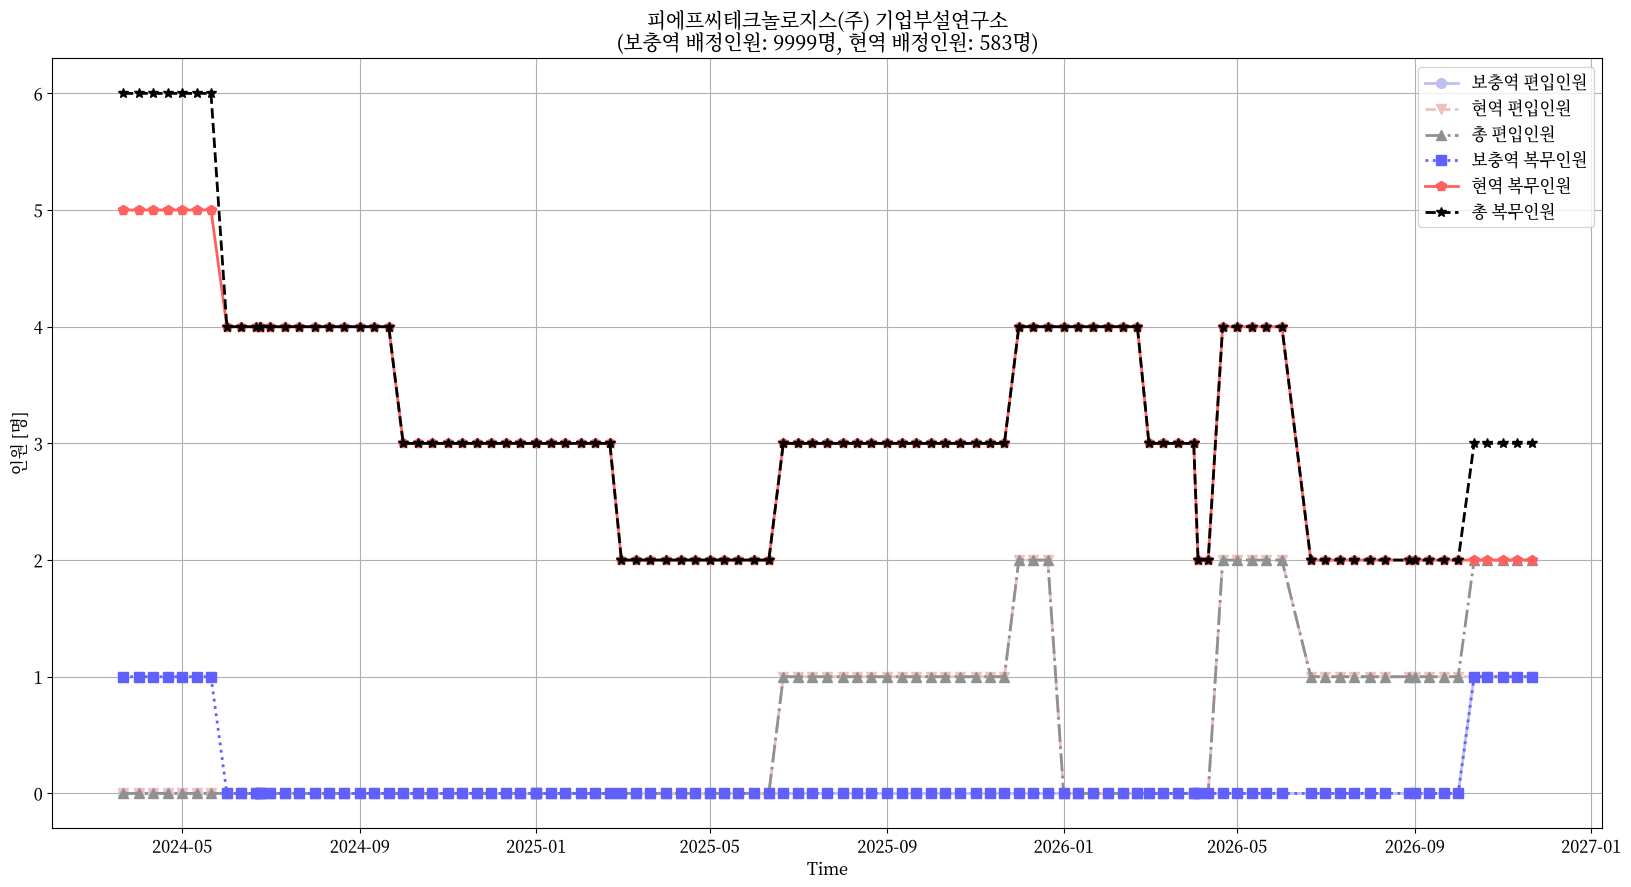 피에프씨테크놀로지스(주) 기업부설연구소
(보충역 배정인원: 9999명, 현역 배정인원: 583명)
보충역 편입인원
현역 편입인원
총 편입인원
보충역 복무인원
현역 복무인원
총 복무인원
인원 [명]
6
5
4
3
2
1
0
2024-05
2024-09
2025-01
2025-05
2025-09
2026-01
2026-05
2026-09
2027-01
Time